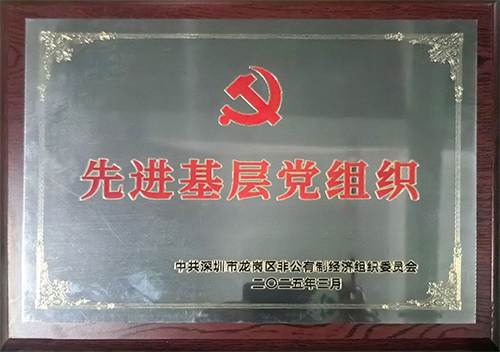 先进基层党组织
中共深圳市龙岗区非公有制经济组织委员会
二〇二五年三月